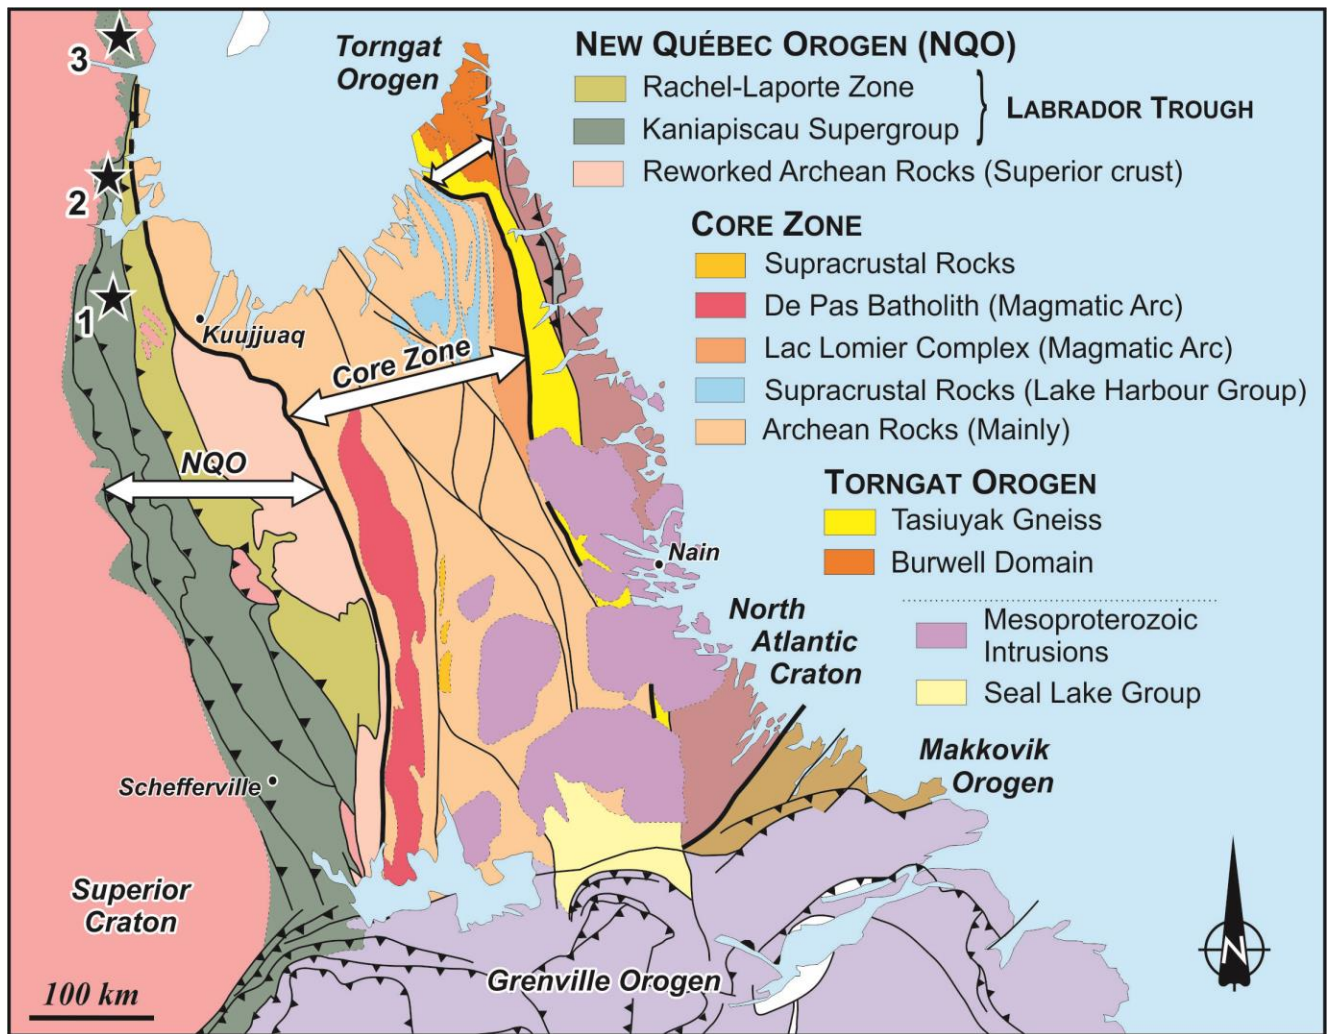 NEW QUÉBEC OROGEN (NQO)
Rachel-Laporte Zone
Kaniapiscau Supergroup
LABRADOR TROUGH
Reworked Archean Rocks (Superior crust)
CORE ZONE
Supracrustal Rocks
De Pas Batholith (Magmatic Arc)
Lac Lomier Complex (Magmatic Arc)
Supracrustal Rocks (Lake Harbour Group)
Archean Rocks (Mainly)
TORNGAT OROGEN
Tasiuyak Gneiss
Burwell Domain
Mesoproterozoic
Intrusions
Seal Lake Group
3
Torngat
Orogen
2
1
Kuujjuaq
Core Zone
NQO
Nain
North
Atlantic
Craton
Makkovik
Orogen
Schefferville
Superior
Craton
Grenville Orogen
100 km
N